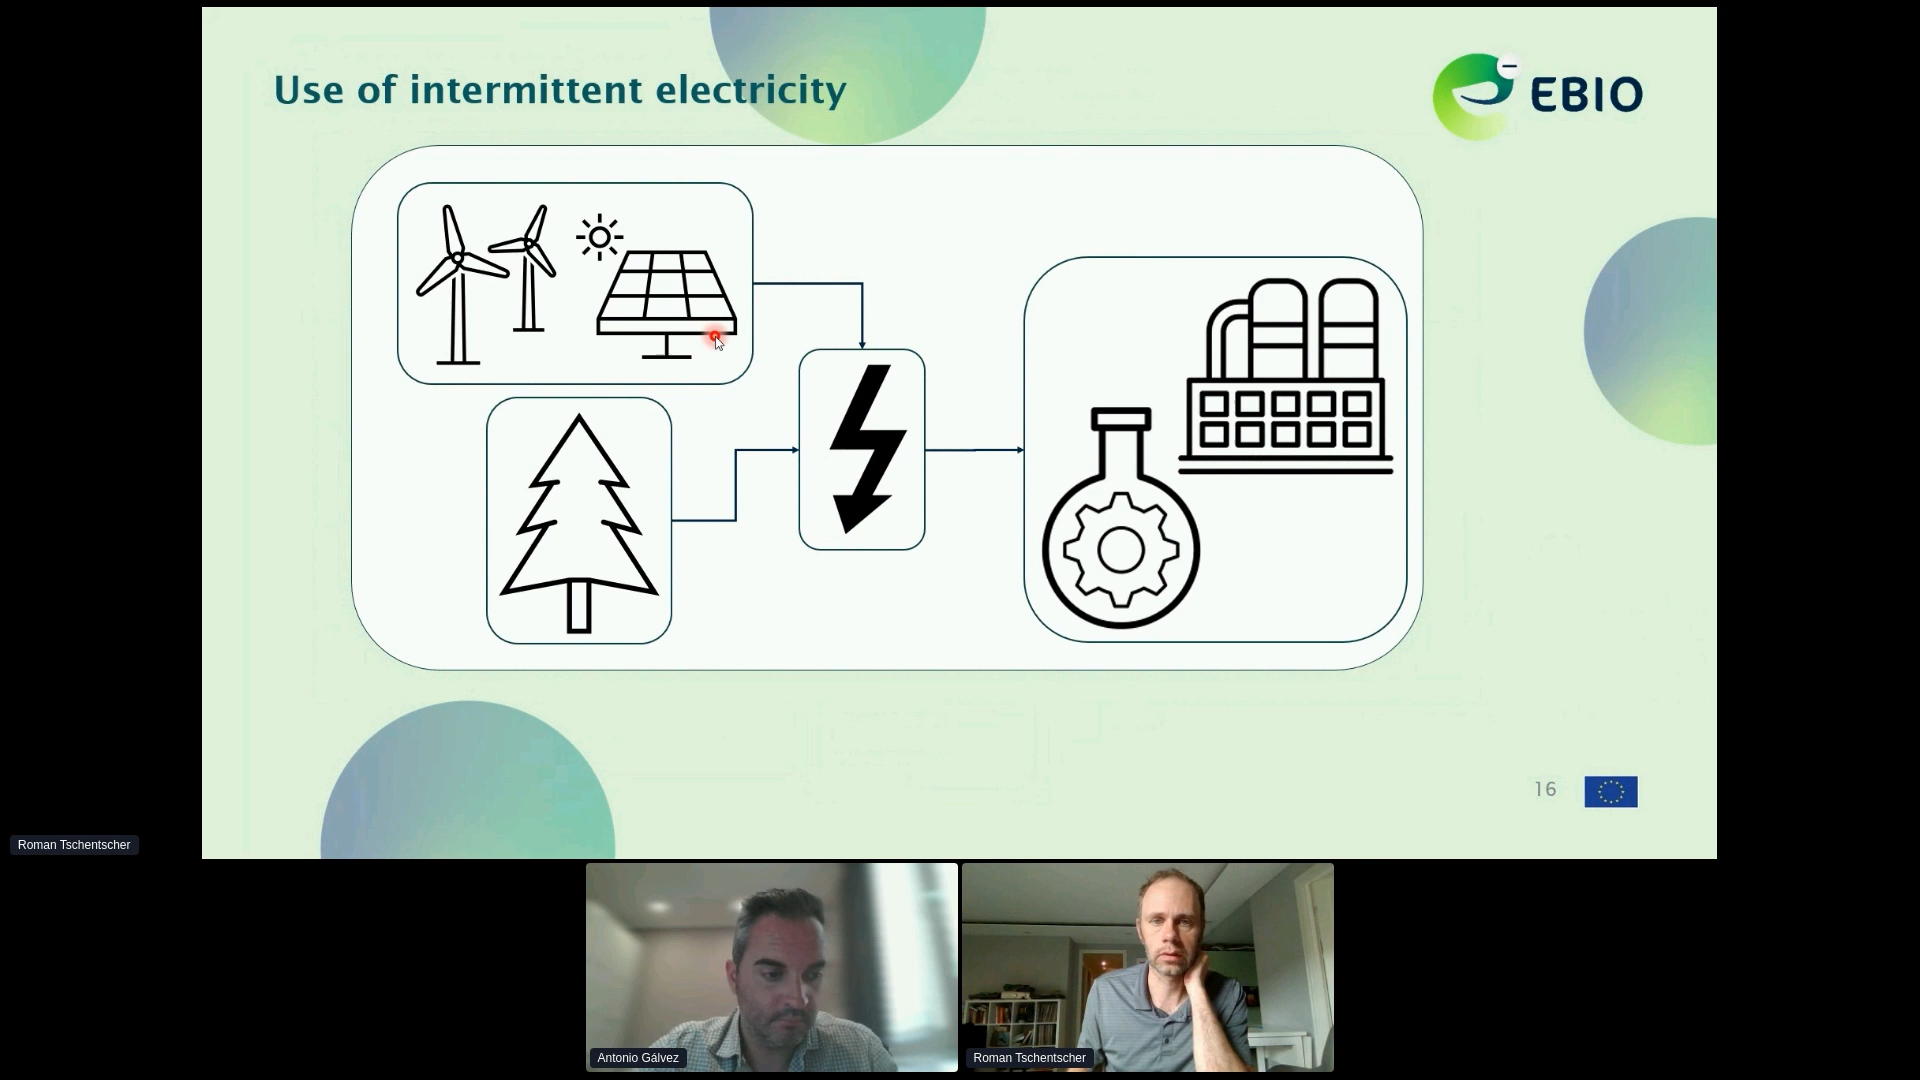 Use of intermittent electricity
EBIO
16
Roman Tschentscher
Antonio Gálvez
Roman Tschentscher